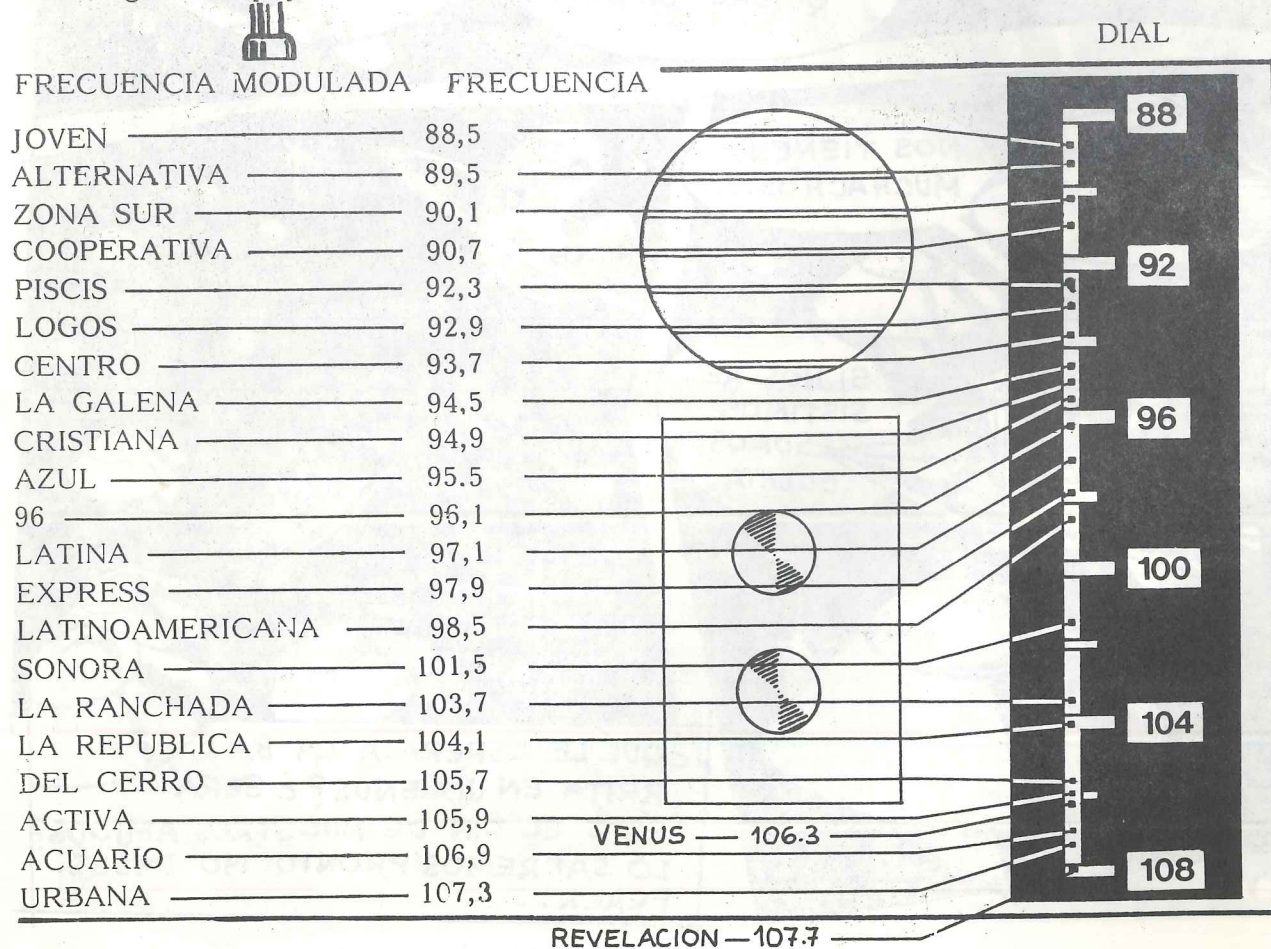 DIAL
FRECUENCIA MODULADA FRECUENCIA
JOVEN 88,5
ALTERNATIVA 89,5
ZONA SUR 90,1
COOPERATIVA 90,7
PISCIS 92,3
LOGOS 92,9
CENTRO 93,7
LA GALENA 94,5
CRISTIANA 94,9
AZUL 95.5
96 96,1
LATINA 97,1
EXPRESS 97,9
LATINOAMERICANA 98,5
SONORA 101,5
LA RANCHADA 103,7
LA REPUBLICA 104,1
DEL CERRO 105,7
ACTIVA 105,9
VENUS — 106.3
ACUARIO 106,9
URBANA 107,3
REVELACION — 107.7
88
92
96
100
104
108